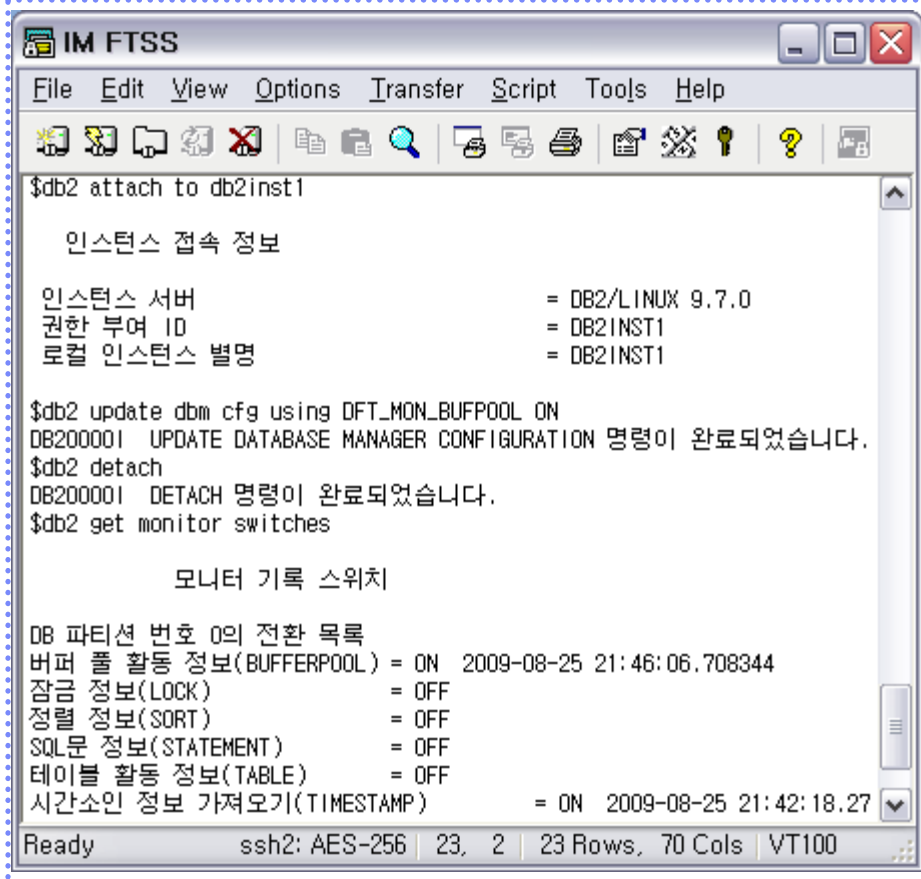 IM FTSS
File Edit View Options Transfer Script Tools Help
$db2 attach to db2inst1
인스턴스 접속 정보
인스턴스 서버 = DB2/LINUX 9.7.0
권한 부여 ID = DB2INST1
로컬 인스턴스 별명 = DB2INST1
$db2 update dbm cfg using DFT_MON_BUFPOOL ON
DB20000I UPDATE DATABASE MANAGER CONFIGURATION 명령이 완료되었습니다.
$db2 detach
DB20000I DETACH 명령이 완료되었습니다.
$db2 get monitor switches
모니터 기록 스위치
DB 파티션 번호 0의 전환 목록
버퍼 풀 활동 정보(BUFFERPOOL) = ON 2009-08-25 21:46:06.708344
잠금 정보(LOCK) = OFF
정렬 정보(SORT) = OFF
SQL문 정보(STATEMENT) = OFF
테이블 활동 정보(TABLE) = OFF
시간소인 정보 가져오기(TIMESTAMP) = ON 2009-08-25 21:42:18.27
Ready ssh2: AES-256 23, 2 23 Rows, 70 Cols VT100